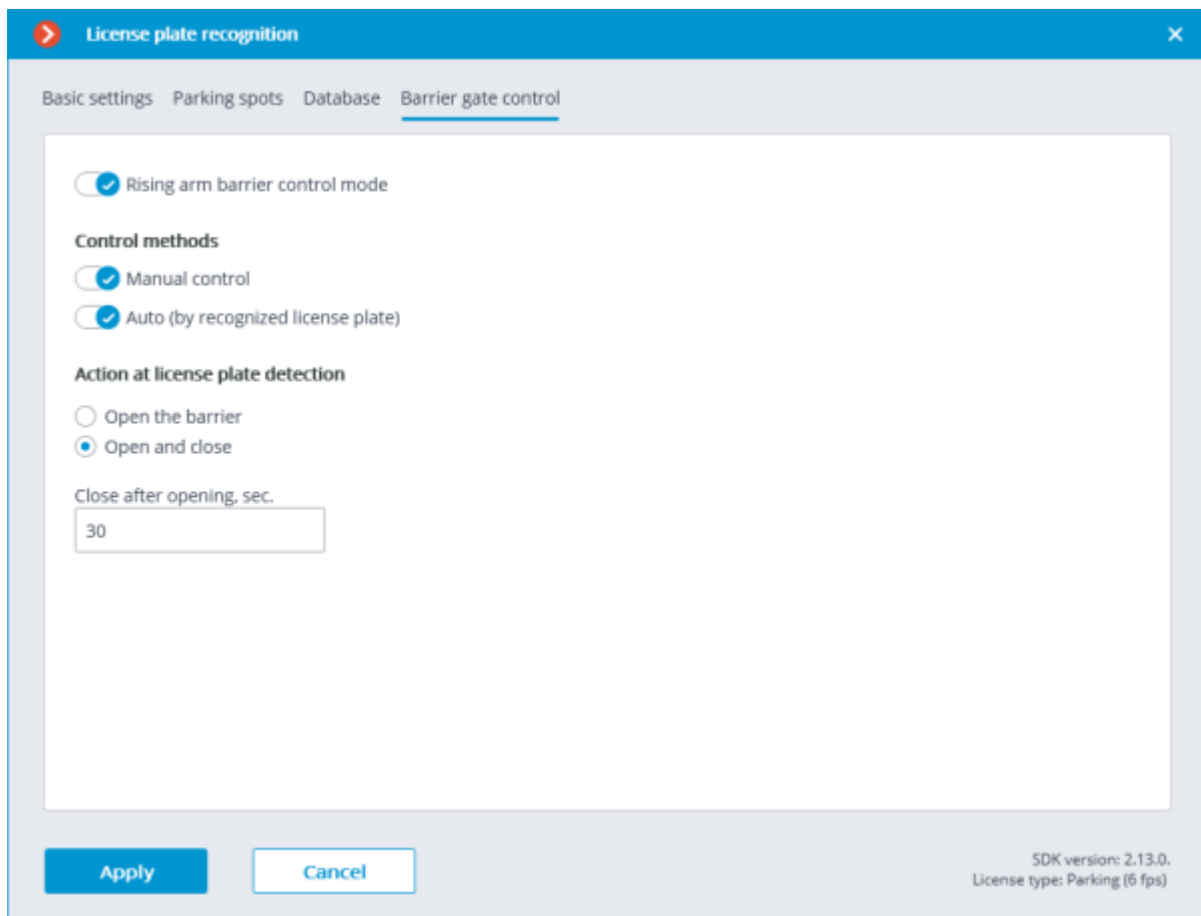 License plate recognition
Basic settings Parking spots Database Barrier gate control
Rising arm barrier control mode
Control methods
Manual control
Auto (by recognized license plate)
Action at license plate detection
Open the barrier
Open and close
Close after opening, sec.
30
Apply Cancel
SDK version: 2.13.0.
License type: Parking (6 fps)